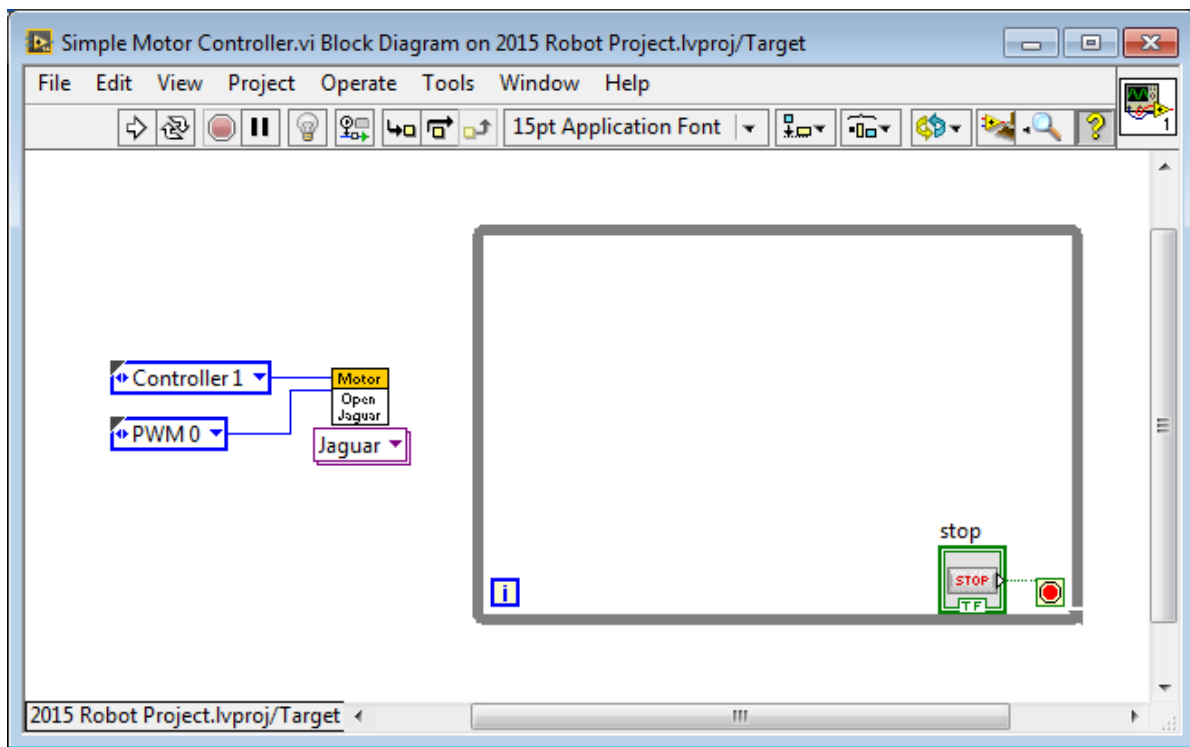 Simple Motor Controller.vi Block Diagram on 2015 Robot Project.lvproj/Target
File Edit View Project Operate Tools Window Help
15pt Application Font
1
Controller 1
Motor
Open
Jaguar
PWM 0
Jaguar
stop
STOP
TF
i
2015 Robot Project.lvproj/Target